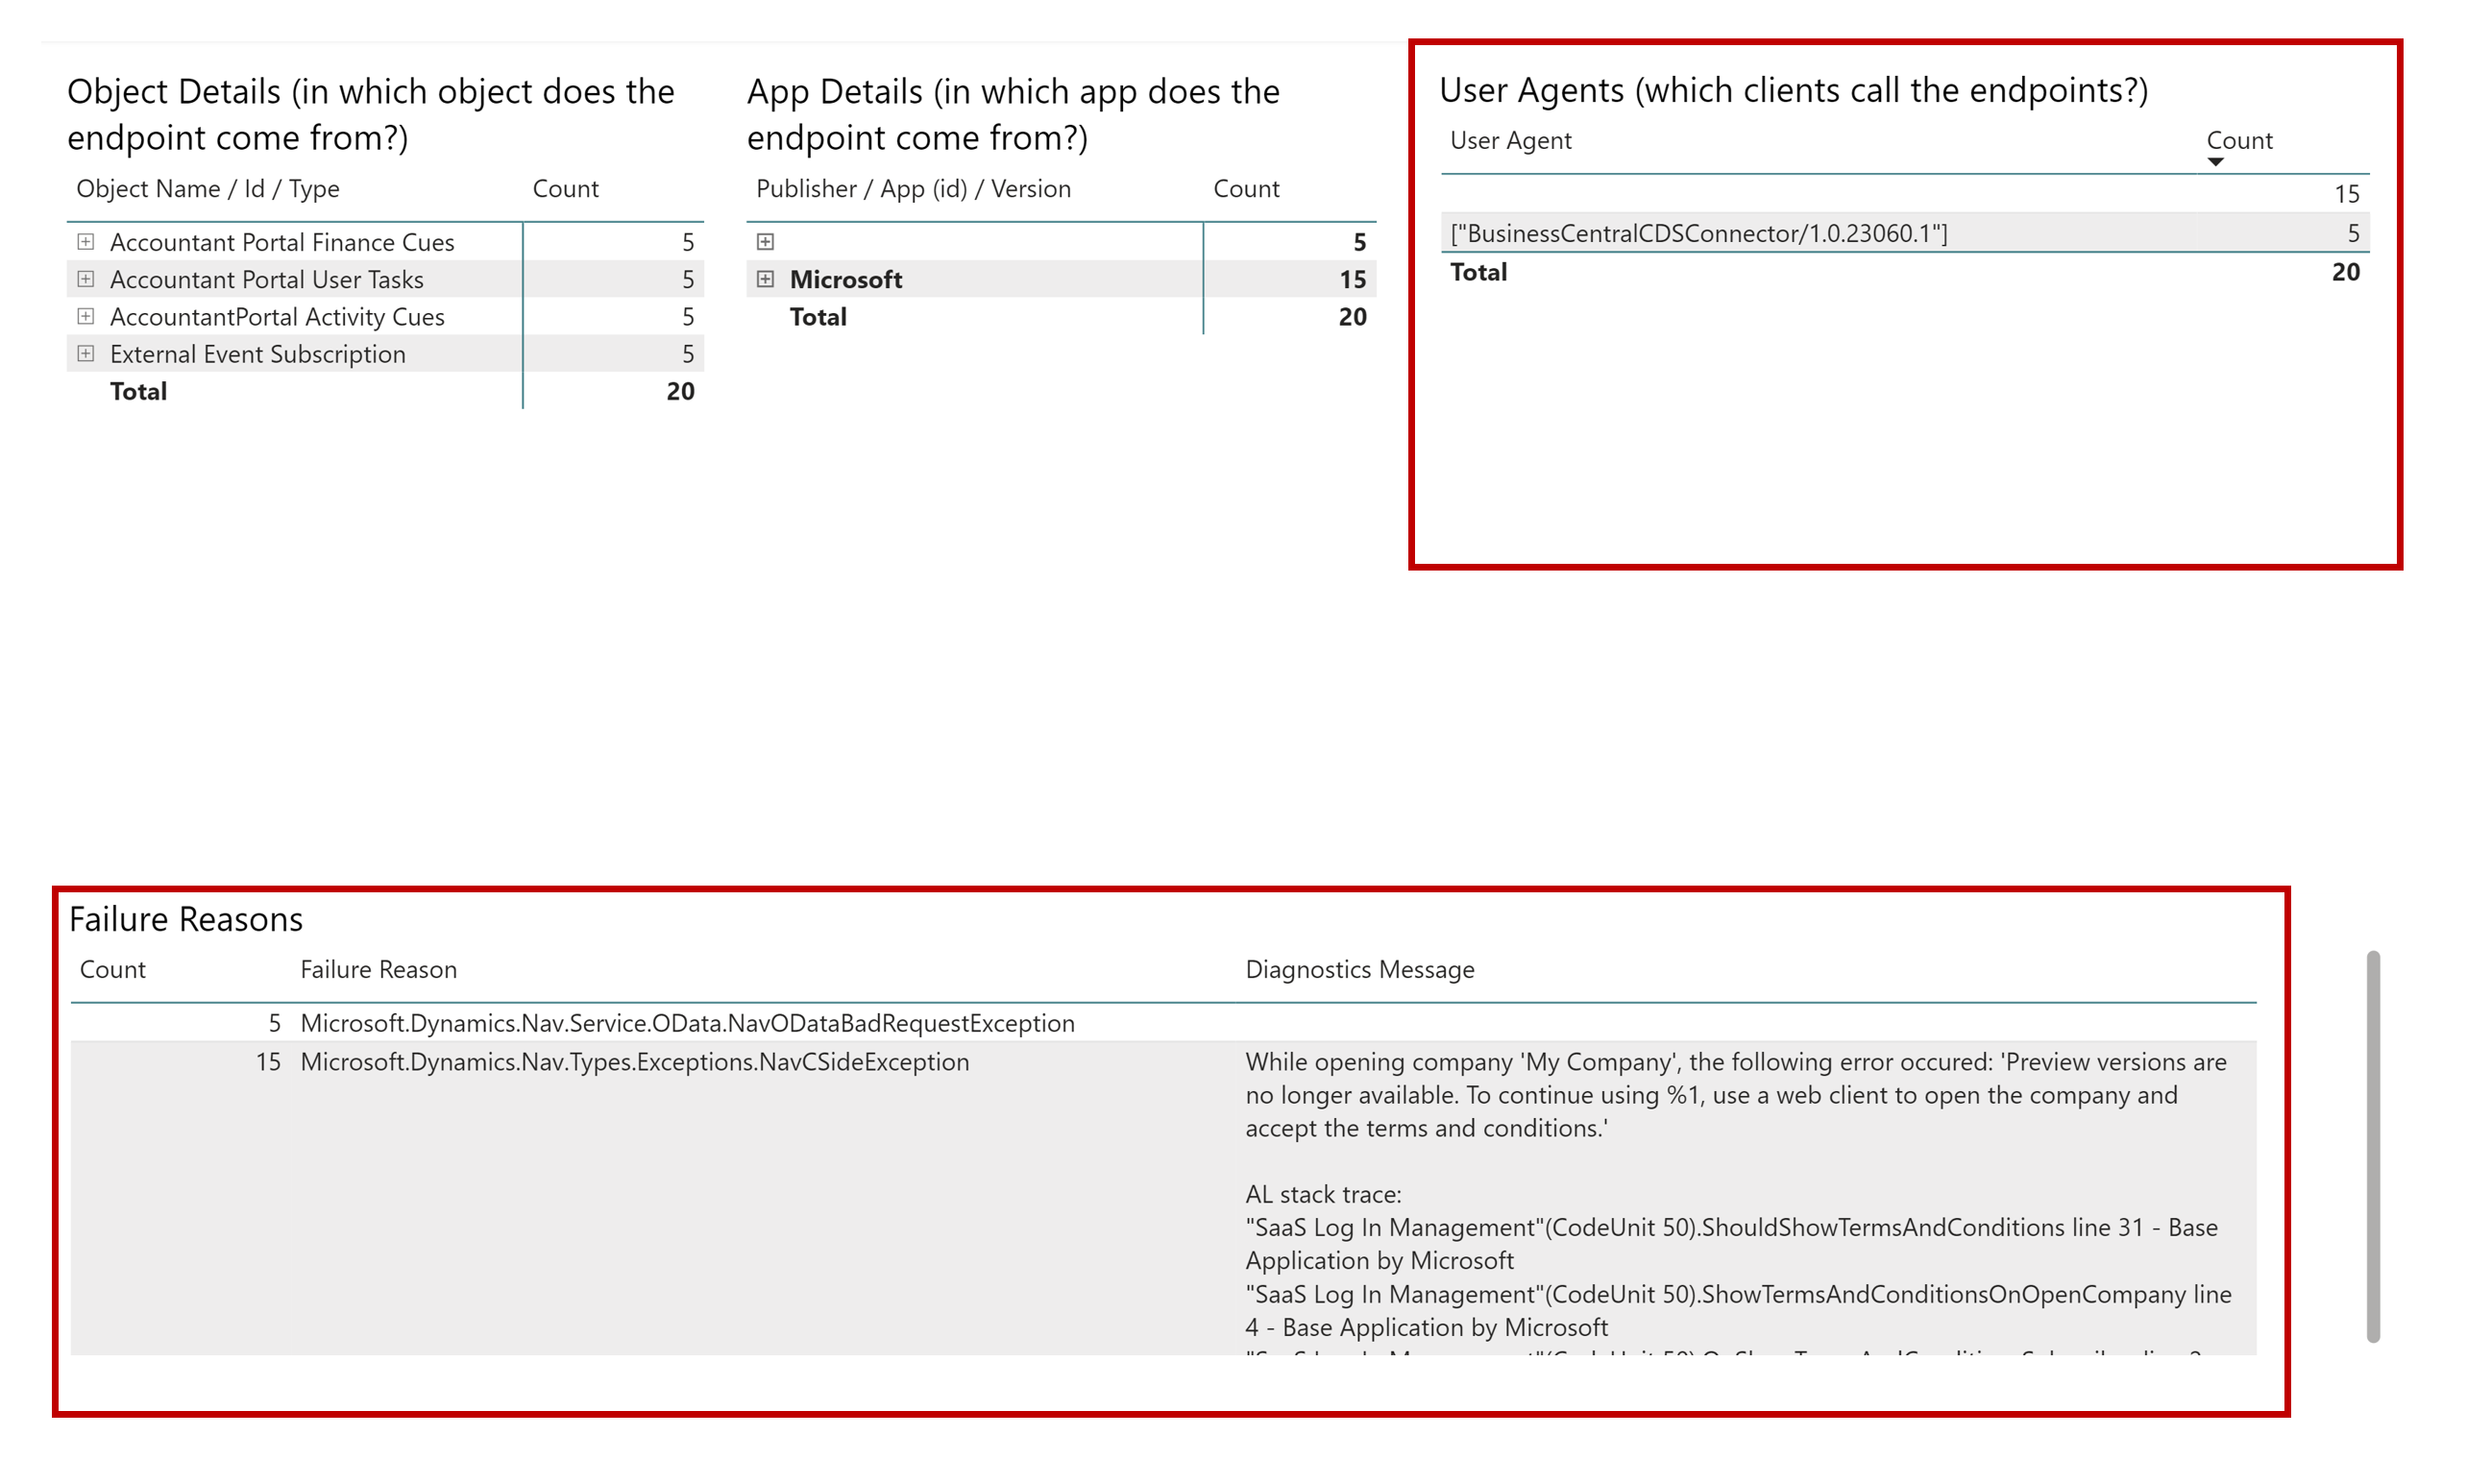 Object Details (in which object does the
endpoint come from?)
Object Name / Id / Type Count
Accountant Portal Finance Cues 5
Accountant Portal User Tasks 5
AccountantPortal Activity Cues 5
External Event Subscription 5
Total 20
App Details (in which app does the
endpoint come from?)
Publisher / App (id) / Version Count
5
Microsoft 15
Total 20
User Agents (which clients call the endpoints?)
User Agent Count
15
["BusinessCentralCDSConnector/1.0.23060.1"] 5
Total 20
Failure Reasons
Count Failure Reason Diagnostics Message
5 Microsoft.Dynamics.Nav.Service.OData.NavODataBadRequestException
15 Microsoft.Dynamics.Nav.Types.Exceptions.NavCSideException While opening company 'My Company', the following error occured: 'Preview versions are
no longer available. To continue using %1, use a web client to open the company and
accept the terms and conditions.'
AL stack trace:
"SaaS Log In Management"(CodeUnit 50).ShouldShowTermsAndConditions line 31 - Base
Application by Microsoft
"SaaS Log In Management"(CodeUnit 50).ShowTermsAndConditionsOnOpenCompany line
4 - Base Application by Microsoft